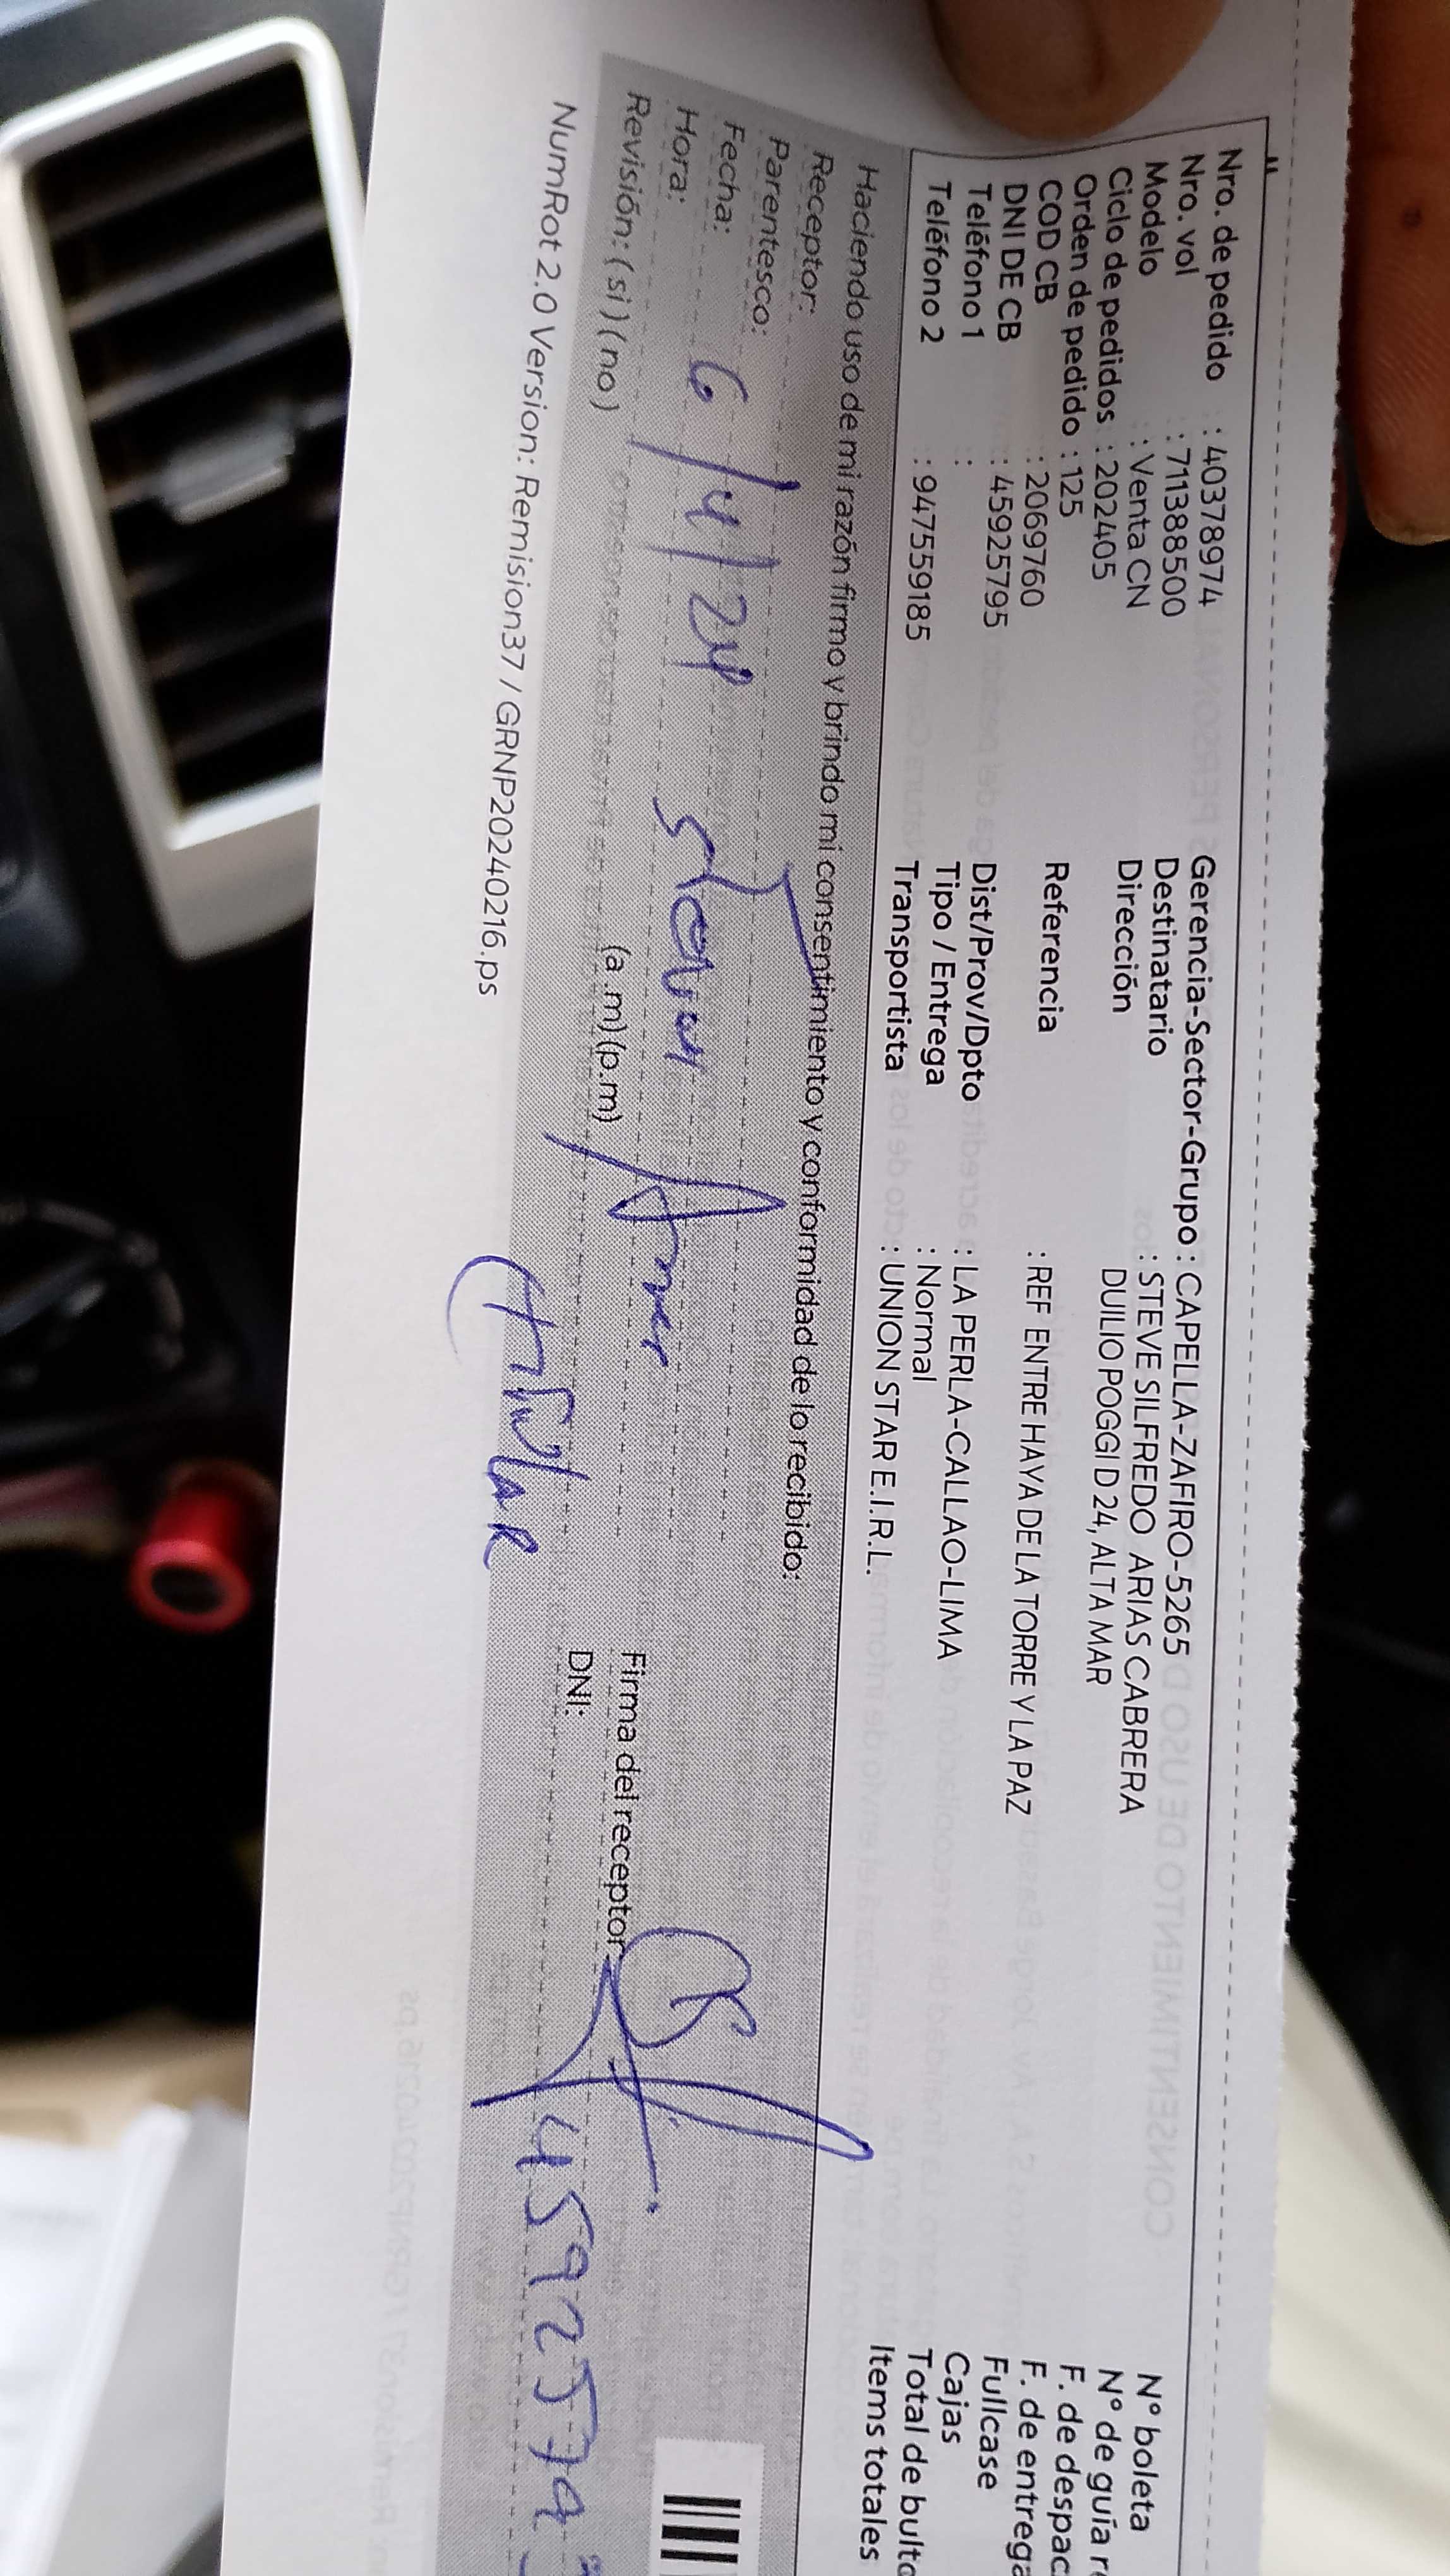 Nro. de pedido : 40378974
Nro. vol : 711388500
Modelo : Venta CN
Ciclo de pedidos : 202405
Orden de pedido : 125
COD CB : 2069760
DNI DE CB : 45925795
Teléfono 1 :
Teléfono 2 : 947559185
Gerencia-Sector-Grupo : CAPELLA-ZAFIRO-5265
Destinatario : STEVE SILFREDO ARIAS CABRERA
Dirección : DUILIO POGGI D 24, ALTA MAR
Referencia : REF ENTRE HAYA DE LA TORRE Y LA PAZ
Dist/Prov/Dpto : LA PERLA-CALLAO-LIMA
Tipo / Entrega : Normal
Transportista : UNION STAR E.I.R.L.
N° boleta
N° de guía r
F. de despac
F. de entrega
Fullcase
Cajas
Total de bulto
Items totales
Haciendo uso de mi razón firmo y brindo mi consentimiento y conformidad de lo recibido:
Receptor:
Parentesco:
Fecha: 6/4/24
Hora: (a.m)(p.m)
Revisión: (si) (no)
titular
Firma del receptor
DNI: 4592579
NumRot 2.0 Version: Remision37 / GRNP20240216.ps